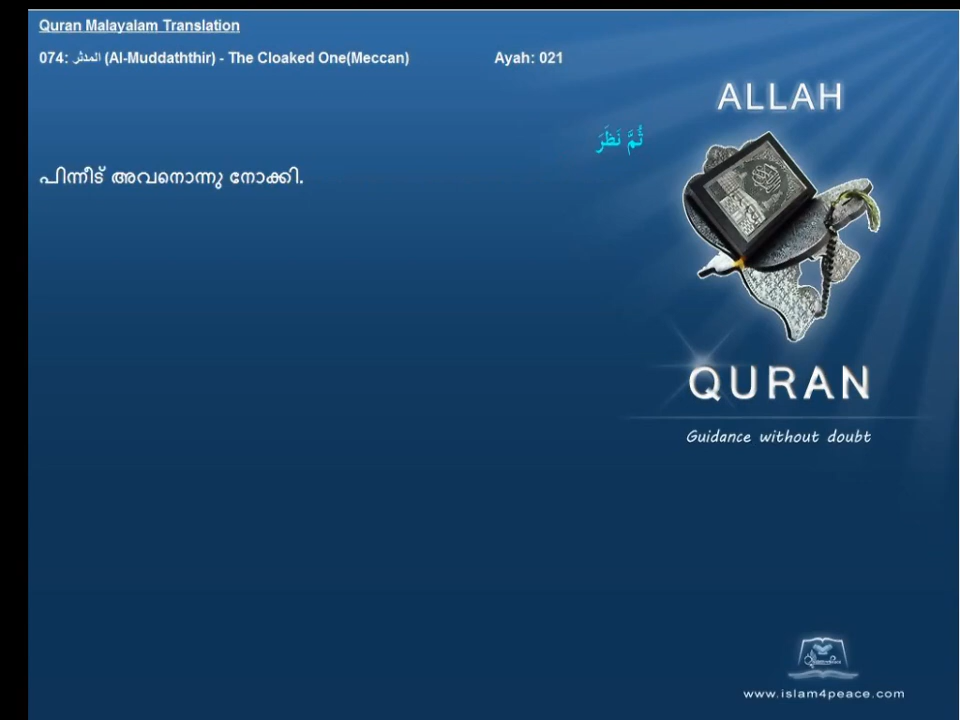 Quran Malayalam Translation
074: المدثر (Al-Muddaththir) - The Cloaked One(Meccan) Ayah: 021
ALLAH
ثُمَّ نَظَرَ
പിന്നീട് അവനൊന്നു നോക്കി.
QURAN
Guidance without doubt
www.islam4peace.com